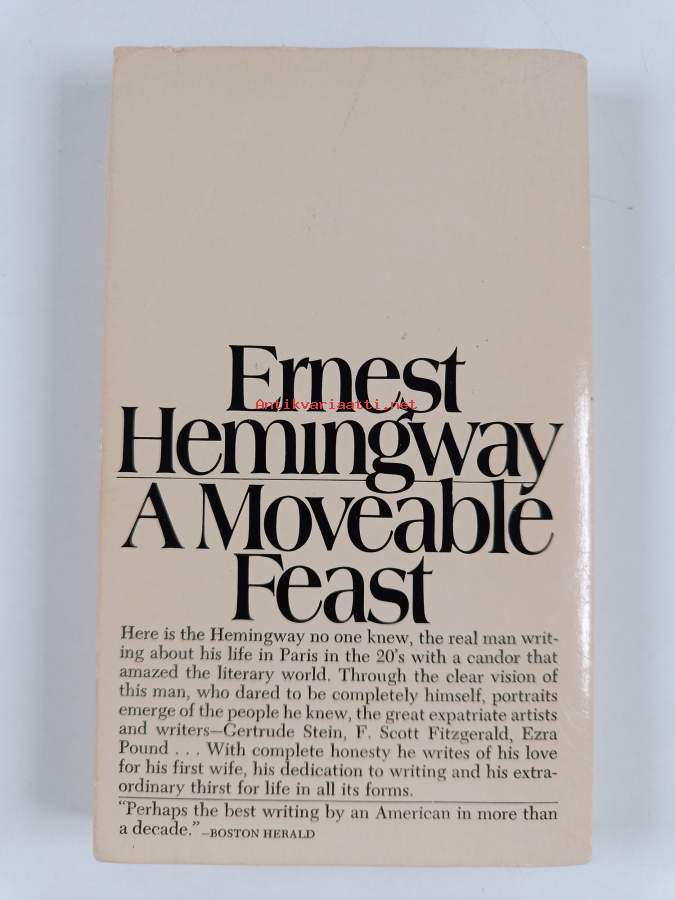 Ernest
Antikvariaatti.net
Hemingway
A Moveable
Feast
Here is the Hemingway no one knew, the real man writ-
ing about his life in Paris in the 20's with a candor that
amazed the literary world. Through the clear vision of
this man, who dared to be completely himself, portraits
emerge of the people he knew, the great expatriate artists
and writers—Gertrude Stein, F. Scott Fitzgerald, Ezra
Pound . . . With complete honesty he writes of his love
for his first wife, his dedication to writing and his extra-
ordinary thirst for life in all its forms.
"Perhaps the best writing by an American in more than
a decade." —BOSTON HERALD